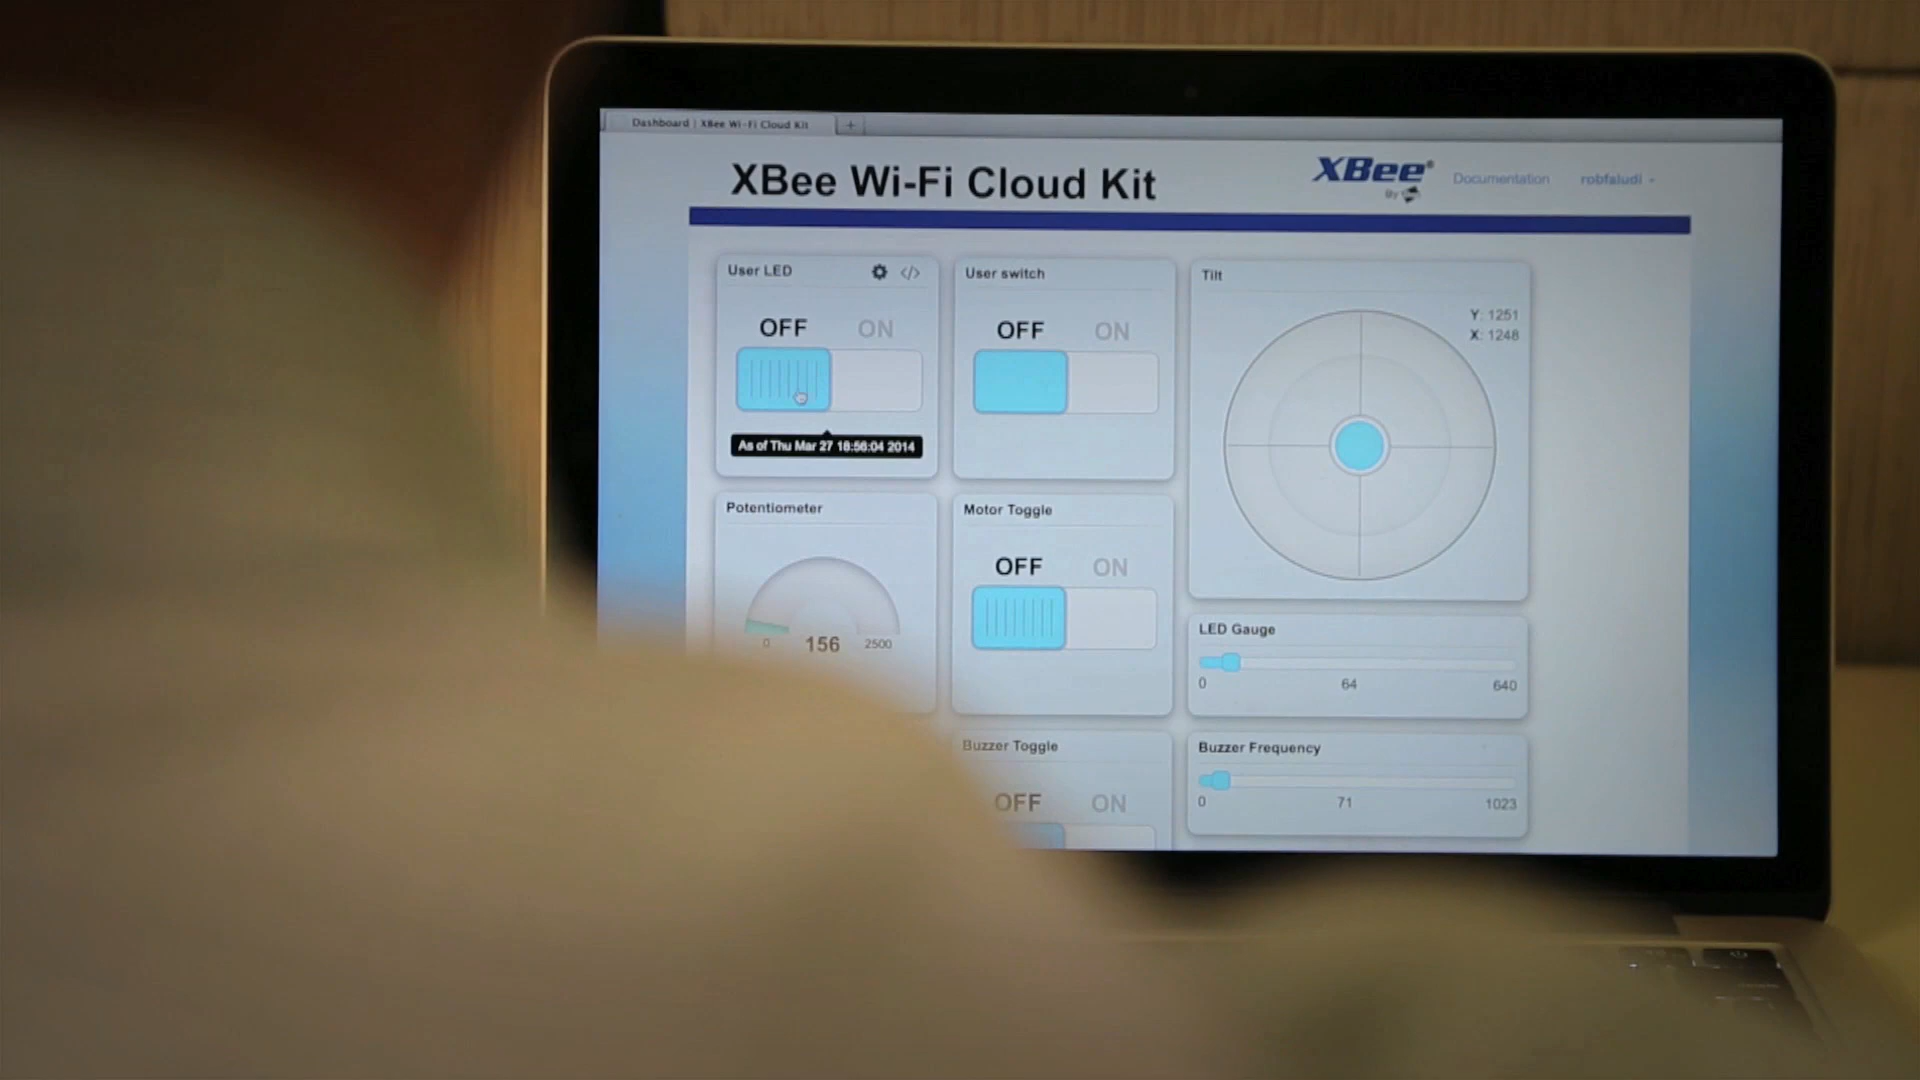 Dashboard | XBee Wi-Fi Cloud Kit
+
XBee Wi-Fi Cloud Kit
XBee®
By
Documentation
robfaludi
User LED
</>
OFF ON
As of Thu Mar 27 18:56:04 2014
User switch
OFF ON
Tilt
Y: 1251
X: 1248
Potentiometer
0 156 2500
Motor Toggle
OFF ON
LED Gauge
0 64 640
Buzzer Toggle
OFF ON
Buzzer Frequency
0 71 1023